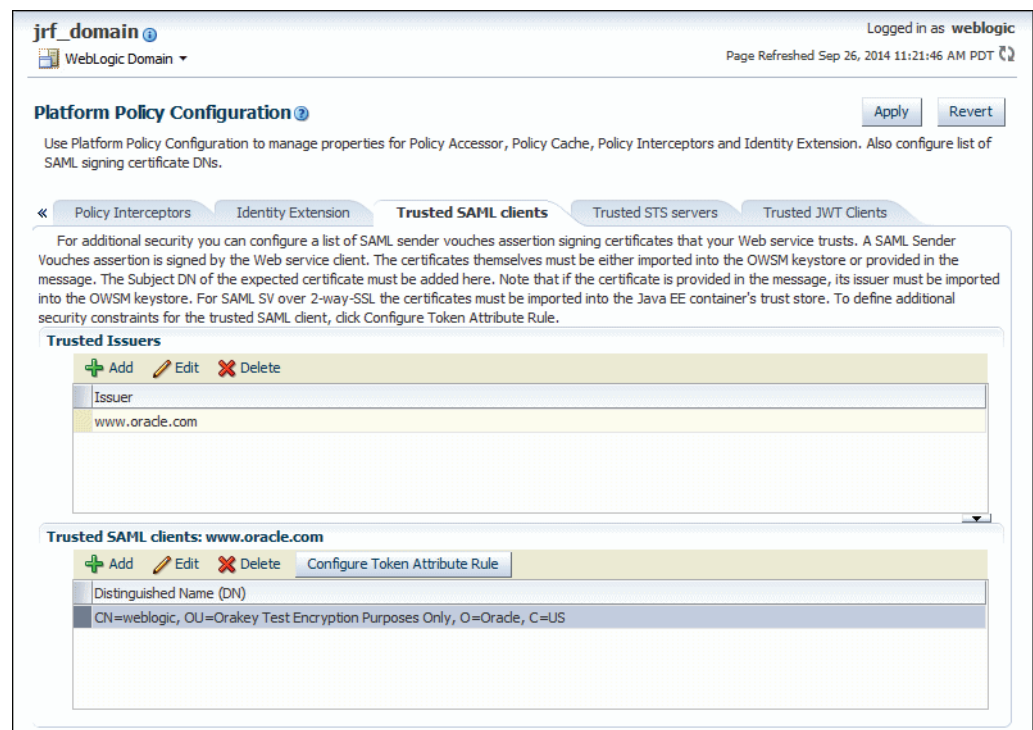 jrf_domain
Logged in as weblogic
WebLogic Domain
Page Refreshed Sep 26, 2014 11:21:46 AM PDT
Platform Policy Configuration
Apply
Revert
Use Platform Policy Configuration to manage properties for Policy Accessor, Policy Cache, Policy Interceptors and Identity Extension. Also configure list of
SAML signing certificate DNs.
« Policy Interceptors Identity Extension Trusted SAML clients Trusted STS servers Trusted JWT Clients
For additional security you can configure a list of SAML sender vouches assertion signing certificates that your Web service trusts. A SAML Sender
Vouches assertion is signed by the Web service client. The certificates themselves must be either imported into the OWSM keystore or provided in the
message. The Subject DN of the expected certificate must be added here. Note that if the certificate is provided in the message, its issuer must be imported
into the OWSM keystore. For SAML SV over 2-way-SSL the certificates must be imported into the Java EE container's trust store. To define additional
security constraints for the trusted SAML client, click Configure Token Attribute Rule.
Trusted Issuers
Add Edit Delete
Issuer
www.oracle.com
Trusted SAML clients: www.oracle.com
Add Edit Delete Configure Token Attribute Rule
Distinguished Name (DN)
CN=weblogic, OU=Orakey Test Encryption Purposes Only, O=Oracle, C=US